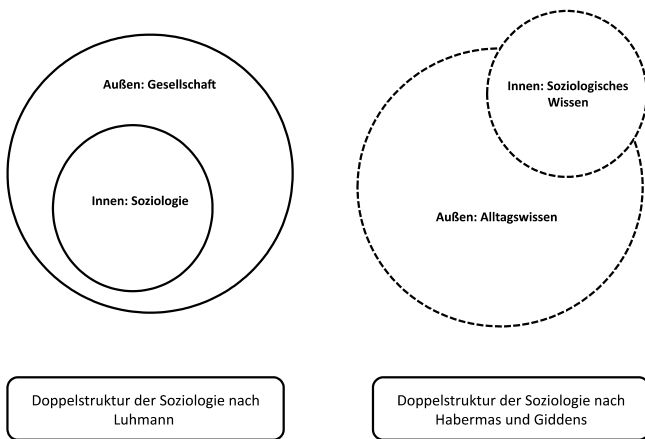 Außen: Gesellschaft
Innen: Soziologie
Doppelstruktur der Soziologie nach
Luhmann
Innen: Soziologisches
Wissen
Außen: Alltagswissen
Doppelstruktur der Soziologie nach
Habermas und Giddens